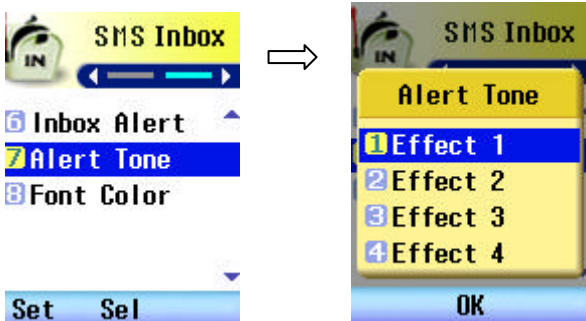 IN
SMS Inbox
6 Inbox Alert
7 Alert Tone
8 Font Color
Set Sel
IN
SMS Inbox
Alert Tone
1 Effect 1
2 Effect 2
3 Effect 3
4 Effect 4
OK